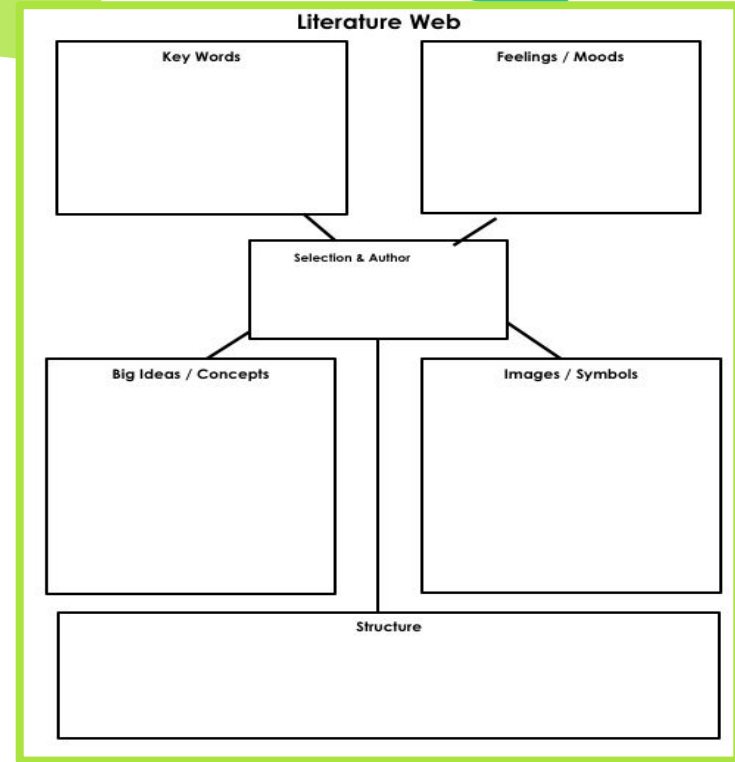 Literature Web
Key Words
Feelings / Moods
Selection & Author
Big Ideas / Concepts
Images / Symbols
Structure